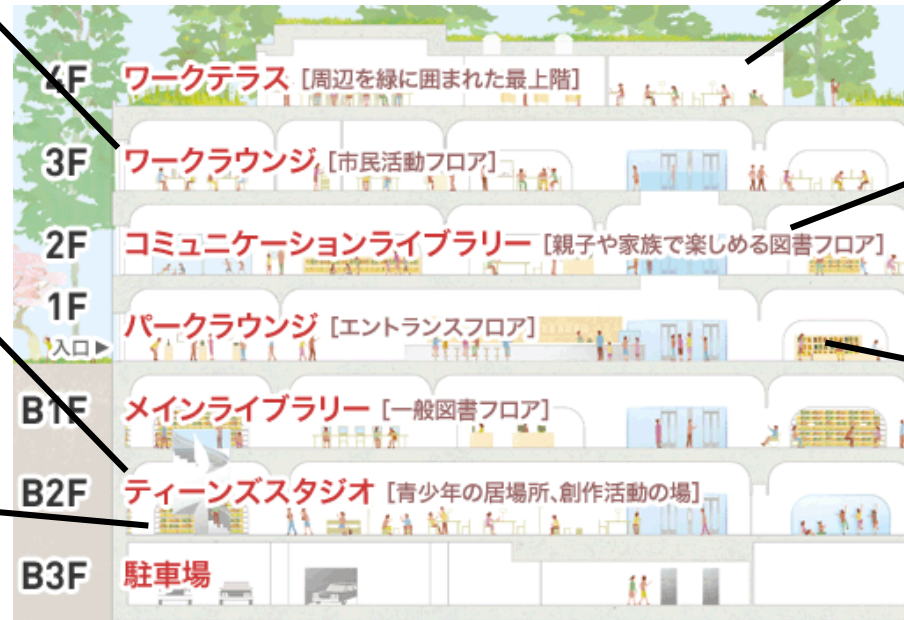 4F ワークテラス [周辺を緑に囲まれた最上階]
3F ワークラウンジ [市民活動フロア]
2F コミュニケーションライブラリー [親子や家族で楽しめる図書フロア]
1F パークラウンジ [エントランスフロア]
入口▶
B1F メインライブラリー [一般図書フロア]
B2F ティーンズスタジオ [青少年の居場所、創作活動の場]
B3F 駐車場